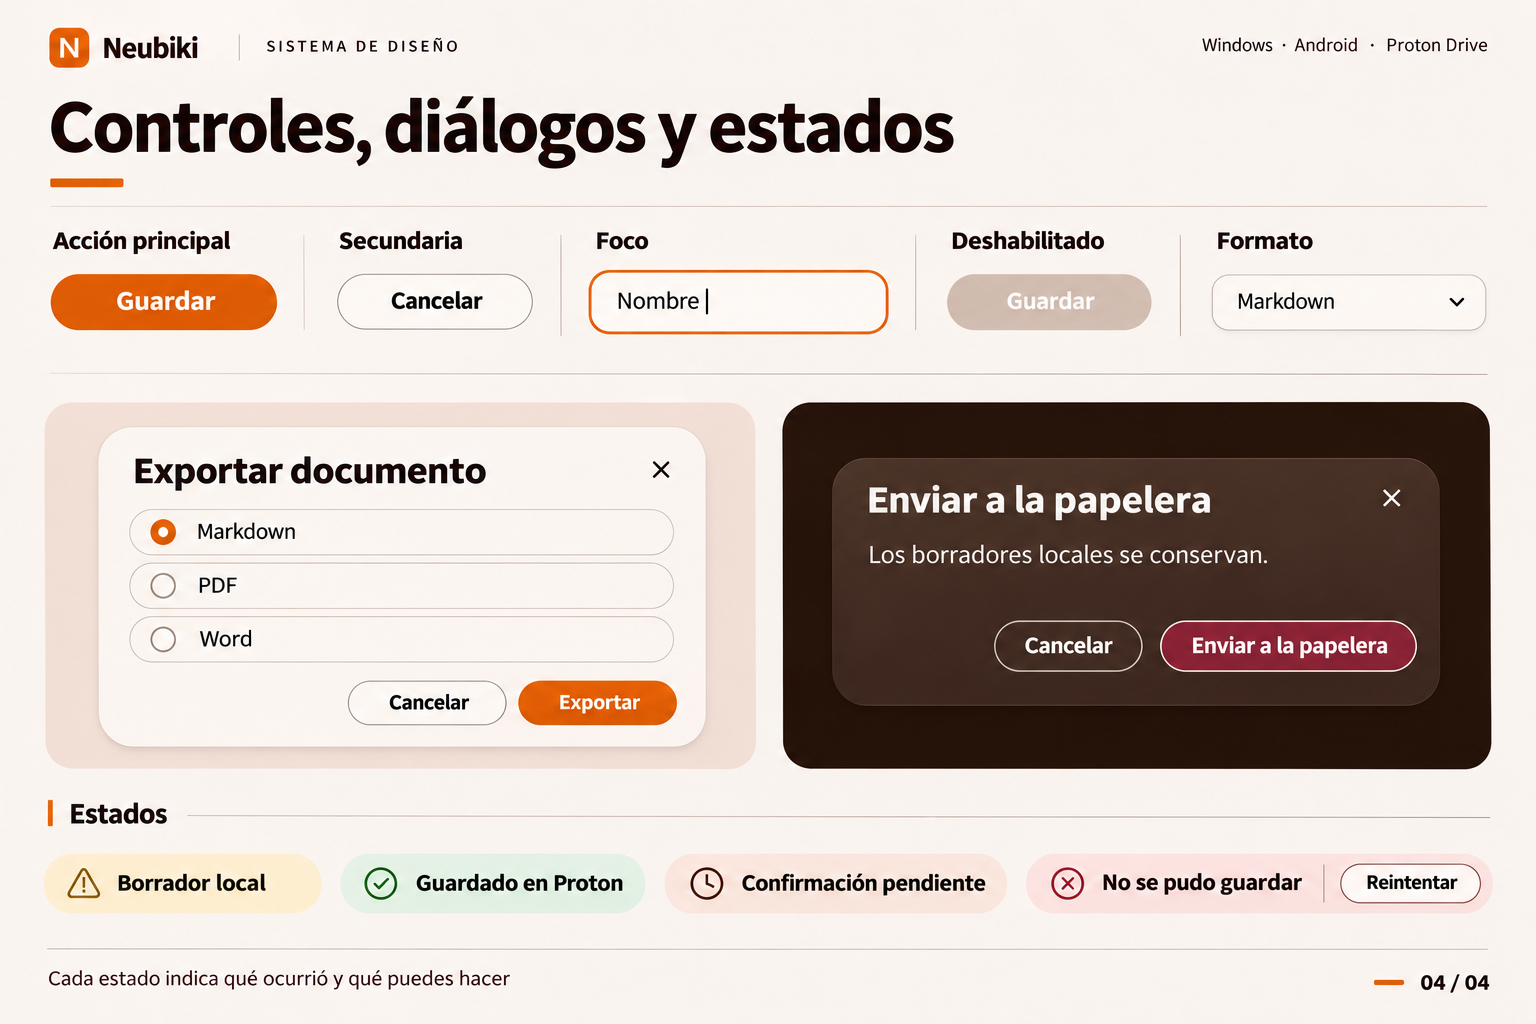 N Neubiki
SISTEMA DE DISEÑO
Windows · Android · Proton Drive
Controles, diálogos y estados
Acción principal
Guardar
Secundaria
Cancelar
Foco
Nombre
Deshabilitado
Guardar
Formato
Markdown
Exportar documento
Markdown
PDF
Word
Cancelar
Exportar
Enviar a la papelera
Los borradores locales se conservan.
Cancelar
Enviar a la papelera
Estados
Borrador local
Guardado en Proton
Confirmación pendiente
No se pudo guardar
Reintentar
Cada estado indica qué ocurrió y qué puedes hacer
04 / 04